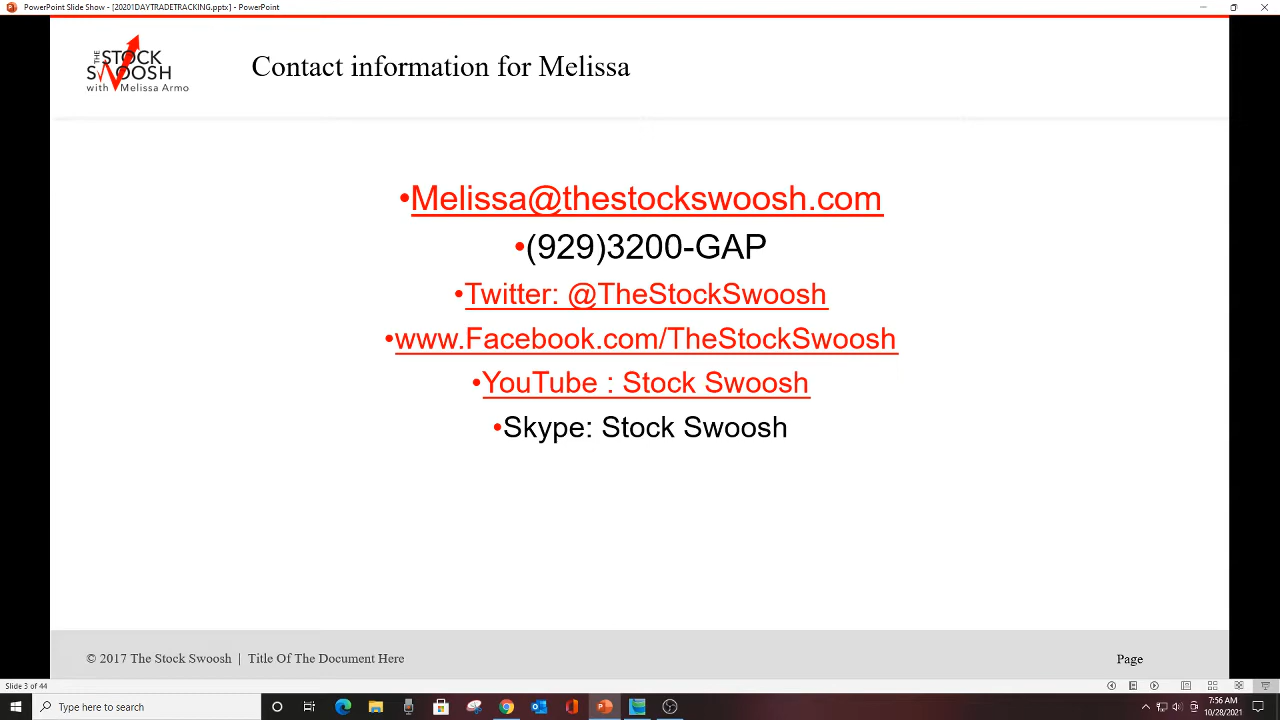 PowerPoint Slide Show - [20201DAYTRADETRACKING.pptx] - PowerPoint
THE STOCK
SWOOSH
with Melissa Armo
Contact information for Melissa
•Melissa@thestockswoosh.com
•(929)3200-GAP
•Twitter: @TheStockSwoosh
•www.Facebook.com/TheStockSwoosh
•YouTube : Stock Swoosh
•Skype: Stock Swoosh
© 2017 The Stock Swoosh | Title Of The Document Here
Page
Slide 3 of 44
Type here to search
7:56 AM
10/28/2021